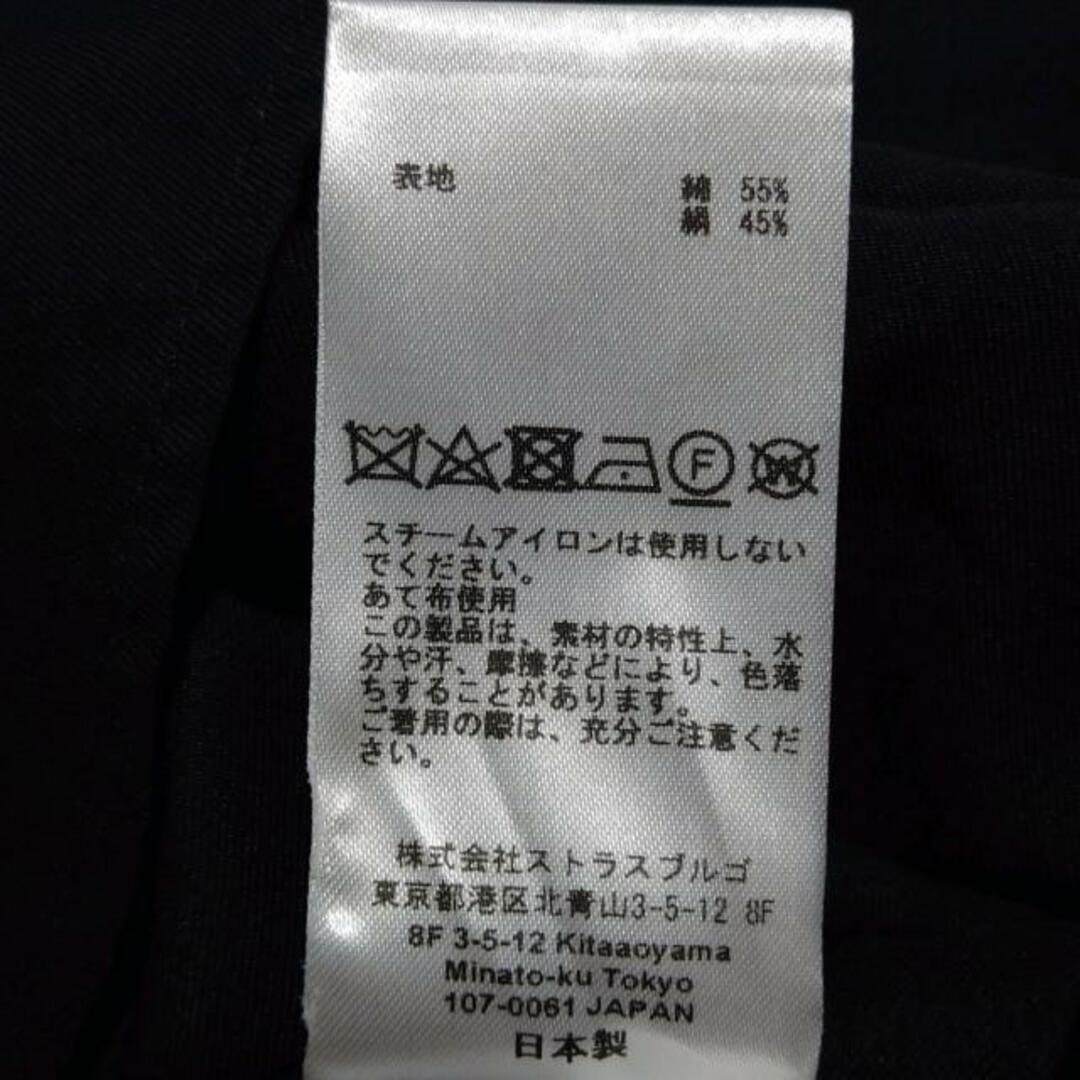 表地
綿 55%
絹 45%
F W
スチームアイロンは使用しない
でください。
あて布使用
この製品は、素材の特性上、水
分や汗、摩擦などにより、色落
ちすることがあります。
ご着用の際は、充分ご注意くだ
さい。
株式会社ストラスブルゴ
東京都港区北青山3-5-12 8F
8F 3-5-12 Kitaaoyama
Minato-ku Tokyo
107-0061 JAPAN
日本製